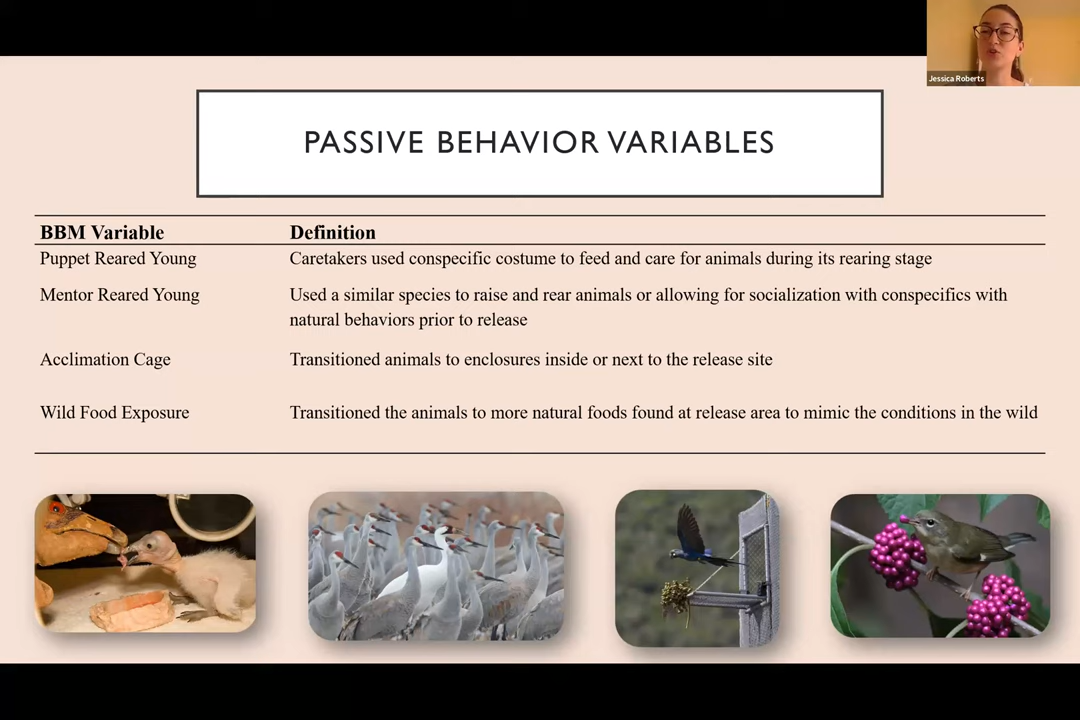 Jessica Roberts
PASSIVE BEHAVIOR VARIABLES
BBM Variable Definition
Puppet Reared Young Caretakers used conspecific costume to feed and care for animals during its rearing stage
Mentor Reared Young Used a similar species to raise and rear animals or allowing for socialization with conspecifics with
natural behaviors prior to release
Acclimation Cage Transitioned animals to enclosures inside or next to the release site
Wild Food Exposure Transitioned the animals to more natural foods found at release area to mimic the conditions in the wild